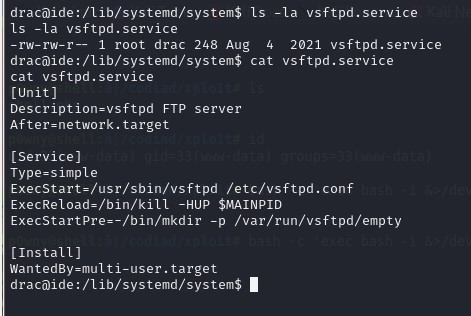 drac@ide:/lib/systemd/system$ ls -la vsftpd.service
ls -la vsftpd.service
-rw-rw-r-- 1 root drac 248 Aug  4  2021 vsftpd.service
drac@ide:/lib/systemd/system$ cat vsftpd.service
cat vsftpd.service
[Unit]
Description=vsftpd FTP server
After=network.target
[Service]
Type=simple
ExecStart=/usr/sbin/vsftpd /etc/vsftpd.conf
ExecReload=/bin/kill -HUP $MAINPID
ExecStartPre=-/bin/mkdir -p /var/run/vsftpd/empty
[Install]
WantedBy=multi-user.target
drac@ide:/lib/systemd/system$